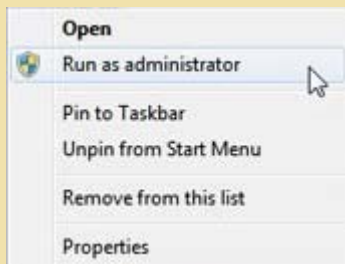 Open
Run as administrator
Pin to Taskbar
Unpin from Start Menu
Remove from this list
Properties